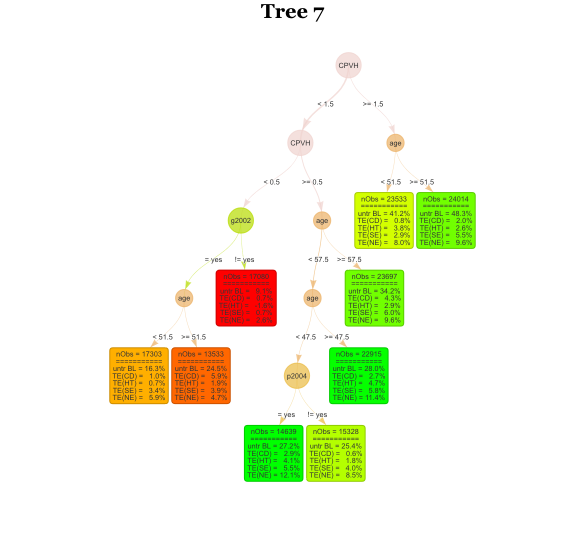 Tree 7
CPVH
< 1.5
>= 1.5
CPVH
age
< 0.5
>= 0.5
< 51.5
>= 51.5
nObs = 23533
===========
untr BL = 41.2%
TE(CD) = 0.8%
TE(HT) = 3.8%
TE(SE) = 2.9%
TE(NE) = 8.0%
nObs = 24014
===========
untr BL = 48.3%
TE(CD) = 2.0%
TE(HT) = 2.6%
TE(SE) = 5.5%
TE(NE) = 9.6%
g2002
age
= yes
!= yes
< 57.5
>= 57.5
age
nObs =
===========
untr BL =
TE(CD) =
TE(HT) =
TE(SE) =
TE(NE) =
age
nObs = 23697
===========
untr BL = 34.2%
TE(CD) = 4.3%
TE(HT) = 2.9%
TE(SE) = 6.0%
TE(NE) = 9.6%
< 51.5
>= 51.5
< 47.5
>= 47.5
nObs = 17303
===========
untr BL = 16.3%
TE(CD) = 1.0%
TE(HT) = 0.7%
TE(SE) = 3.4%
TE(NE) = 5.9%
nObs = 13533
===========
untr BL = 24.5%
TE(CD) = 5.9%
TE(HT) = 1.9%
TE(SE) = 3.9%
TE(NE) = 4.7%
p2004
nObs = 22915
===========
untr BL = 28.0%
TE(CD) = 2.7%
TE(HT) = 4.7%
TE(SE) = 5.8%
TE(NE) = 11.4%
= yes
!= yes
nObs = 14639
===========
untr BL = 27.2%
TE(CD) = 2.9%
TE(HT) = 4.1%
TE(SE) = 5.5%
TE(NE) = 12.1%
nObs = 15328
===========
untr BL = 25.4%
TE(CD) = 0.6%
TE(HT) = 1.8%
TE(SE) = 4.0%
TE(NE) = 8.5%